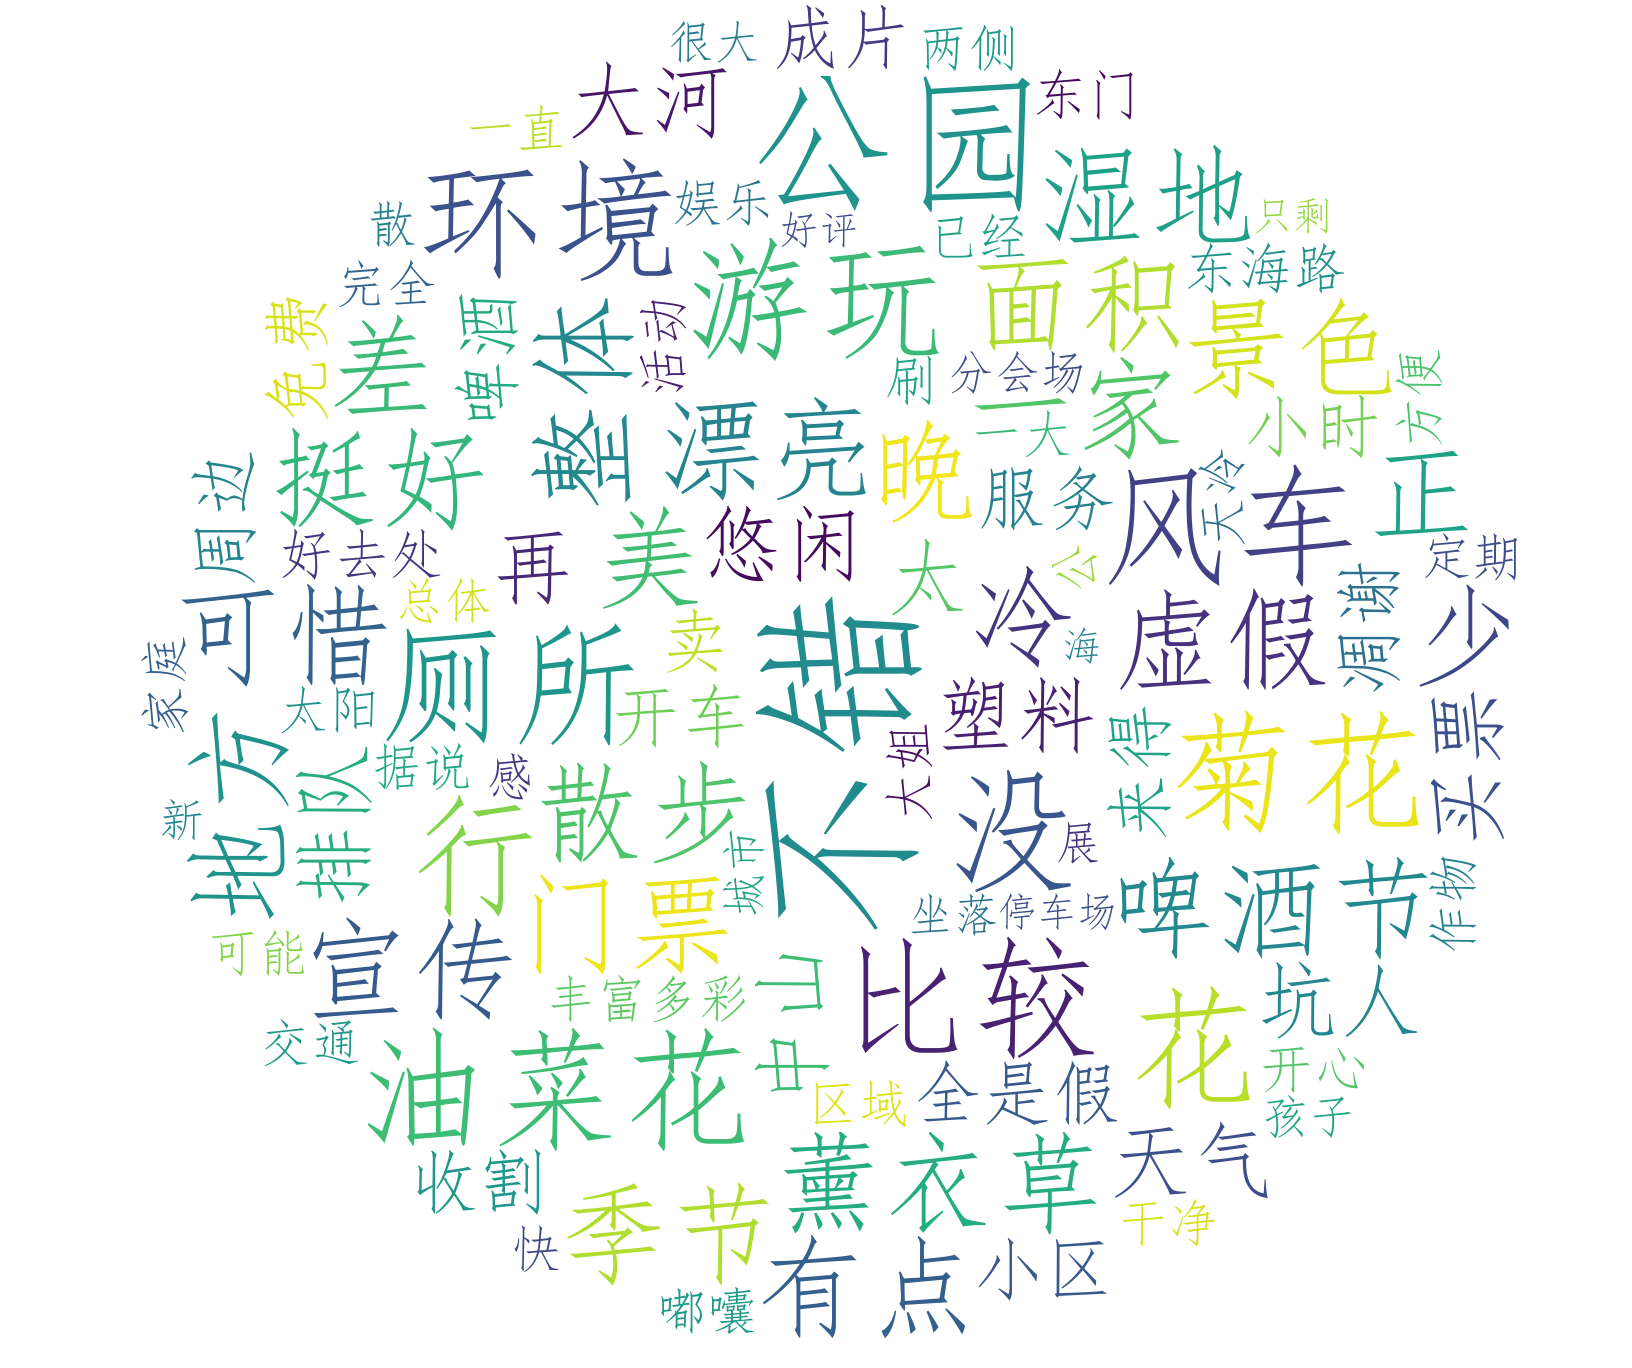 很大
成片
两侧
大河
公园
东门
一直
环境
娱乐
湿地
散
好评
已经
只剩
完全
游玩
面积
东海路
免费
差
啤酒
整体
活动
景色
刷
分会场
家
便方
挺好
漂亮
晚
一大
小时
正
周边
服务
风车
天冷
好去处
再
美
悠闲
太
公
定期
可惜
总体
厕所
卖
不错
冷
海
虚假
凋谢
少
家庭
太阳
开车
塑料
地方
据说
感
大姐
来得
菊花
买票
新
排队
行
散步
城市
没
展
门票
坐落
停车场
啤酒节
作物
可能
宣传
丰富多彩
中山
比较
花
坑人
交通
油菜花
区域
全是假
开心
孩子
收割
薰衣草
天气
季节
干净
快
有点
小区
嘟囔